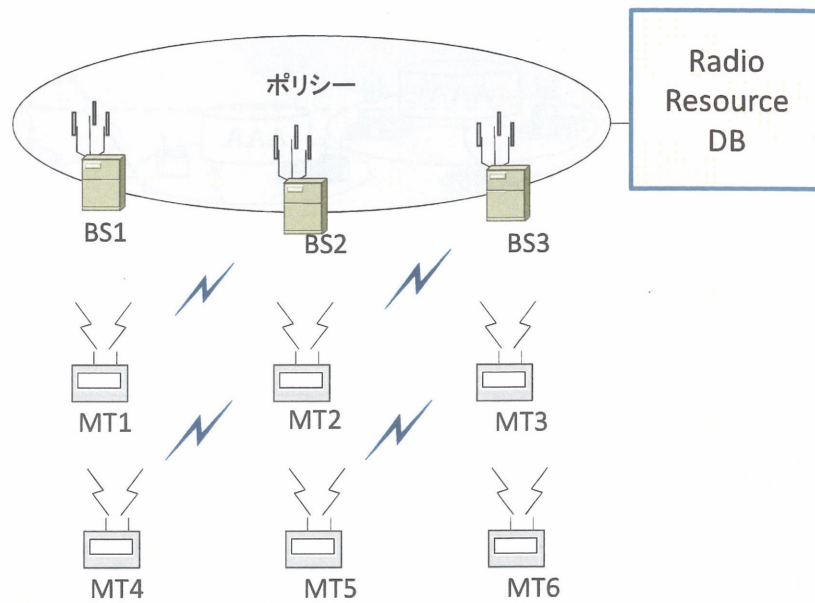 ポリシー
Radio
Resource
DB
BS1
BS2
BS3
MT1
MT2
MT3
MT4
MT5
MT6